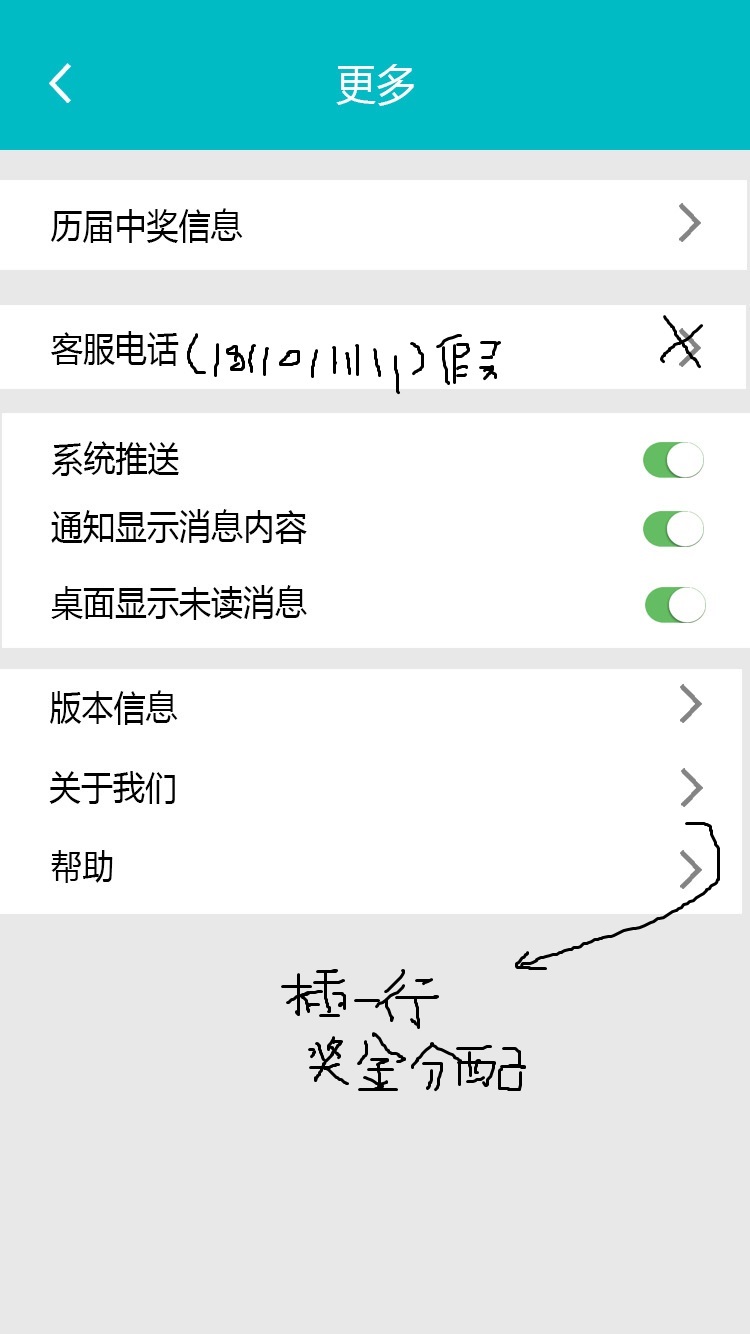 更多
历届中奖信息
客服电话(18110111111)假
系统推送
通知显示消息内容
桌面显示未读消息
版本信息
关于我们
帮助
插一行
奖金分配